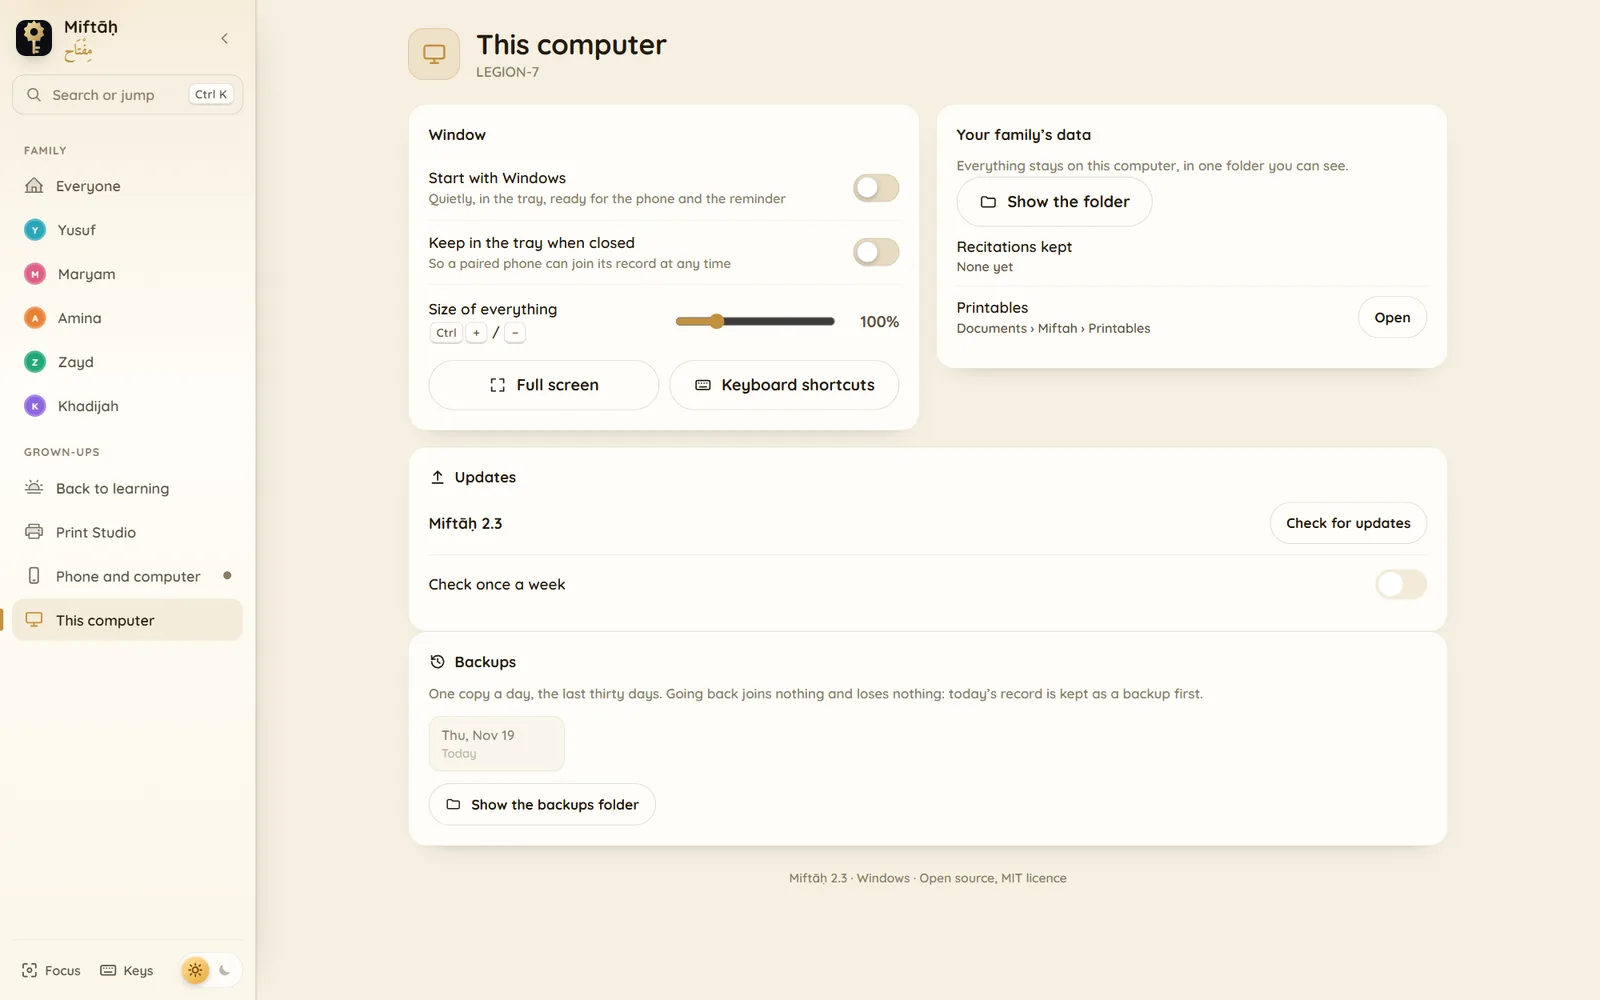 Miftāḥ
مِفْتَاح
Search or jump Ctrl K
FAMILY
Everyone
Y Yusuf
M Maryam
A Amina
Z Zayd
K Khadijah
GROWN-UPS
Back to learning
Print Studio
Phone and computer
This computer
Focus Keys
This computer
LEGION-7
Window
Start with Windows
Quietly, in the tray, ready for the phone and the reminder
Keep in the tray when closed
So a paired phone can join its record at any time
Size of everything
Ctrl + / −
100%
Full screen
Keyboard shortcuts
Your family’s data
Everything stays on this computer, in one folder you can see.
Show the folder
Recitations kept
None yet
Printables
Documents › Miftah › Printables
Open
Updates
Miftāḥ 2.3
Check for updates
Check once a week
Backups
One copy a day, the last thirty days. Going back joins nothing and loses nothing: today’s record is kept as a backup first.
Thu, Nov 19
Today
Show the backups folder
Miftāḥ 2.3 · Windows · Open source, MIT licence